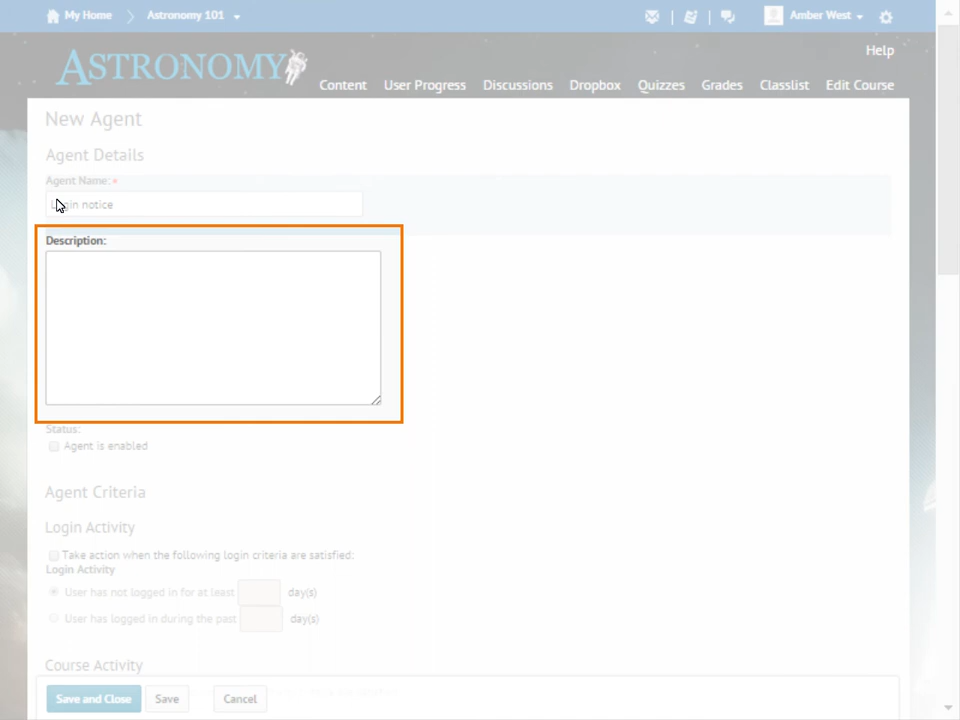 My Home
Astronomy 101
Amber West
ASTRONOMY
Help
Content User Progress Discussions Dropbox Quizzes Grades Classlist Edit Course
New Agent
Agent Details
Agent Name: *
Login notice
Description:
Status:
Agent is enabled
Agent Criteria
Login Activity
Take action when the following login criteria are satisfied:
Login Activity
User has not logged in for at least day(s)
User has logged in during the past day(s)
Course Activity
Save and Close Save Cancel